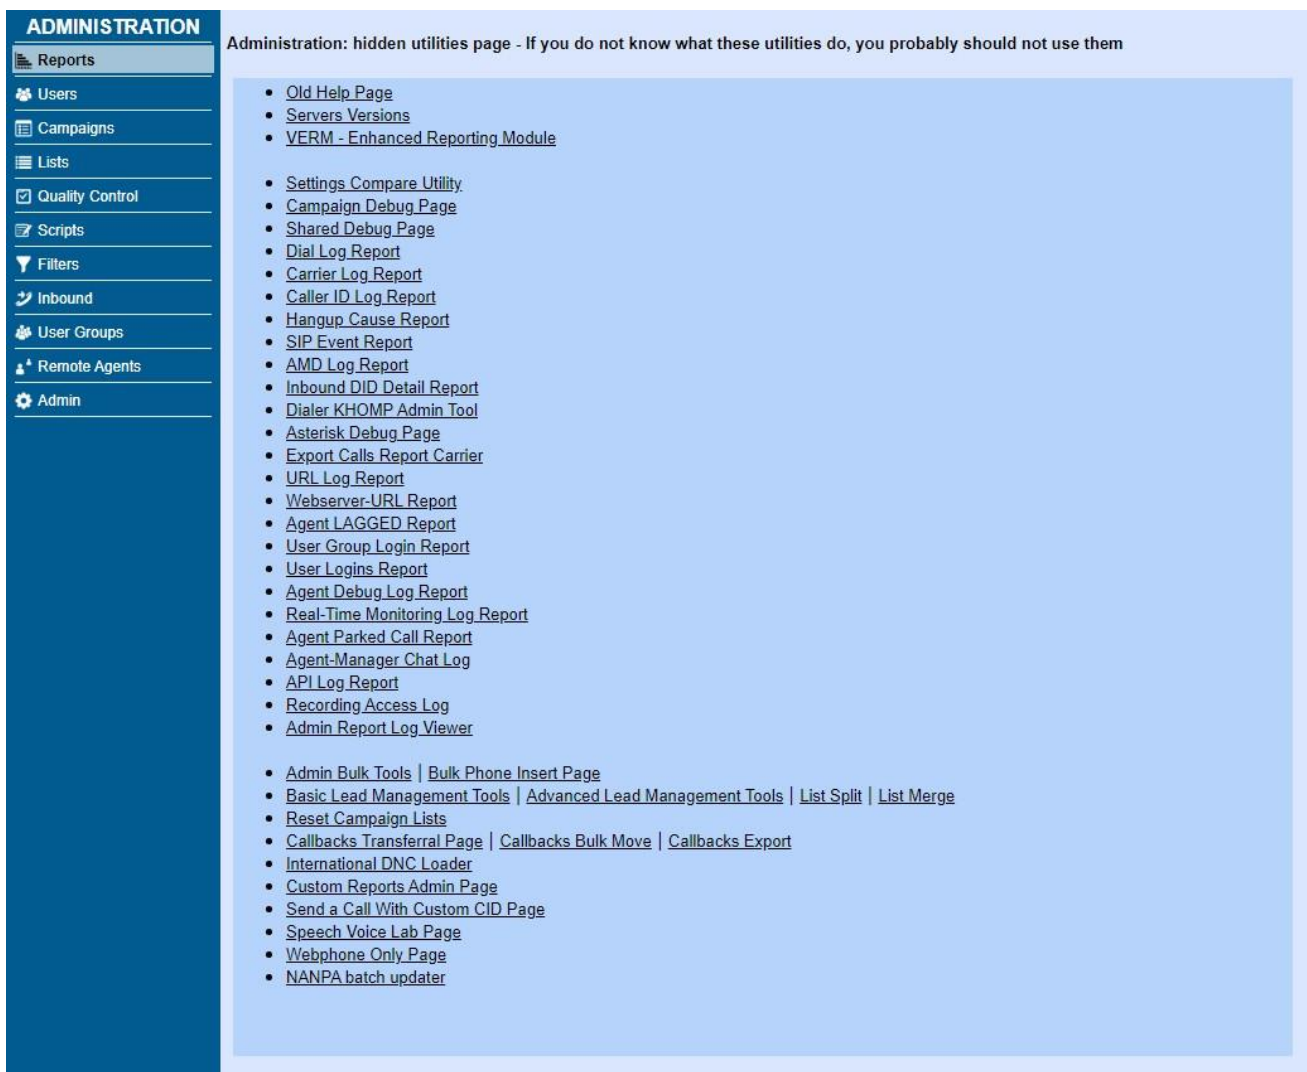 ADMINISTRATION
Reports
Users
Campaigns
Lists
Quality Control
Scripts
Filters
Inbound
User Groups
Remote Agents
Admin
Administration: hidden utilities page - If you do not know what these utilities do, you probably should not use them
Old Help Page
Servers Versions
VERM - Enhanced Reporting Module
Settings Compare Utility
Campaign Debug Page
Shared Debug Page
Dial Log Report
Carrier Log Report
Caller ID Log Report
Hangup Cause Report
SIP Event Report
AMD Log Report
Inbound DID Detail Report
Dialer KHOMP Admin Tool
Asterisk Debug Page
Export Calls Report Carrier
URL Log Report
Webserver-URL Report
Agent LAGGED Report
User Group Login Report
User Logins Report
Agent Debug Log Report
Real-Time Monitoring Log Report
Agent Parked Call Report
Agent-Manager Chat Log
API Log Report
Recording Access Log
Admin Report Log Viewer
Admin Bulk Tools | Bulk Phone Insert Page
Basic Lead Management Tools | Advanced Lead Management Tools | List Split | List Merge
Reset Campaign Lists
Callbacks Transferral Page | Callbacks Bulk Move | Callbacks Export
International DNC Loader
Custom Reports Admin Page
Send a Call With Custom CID Page
Speech Voice Lab Page
Webphone Only Page
NANPA batch updater